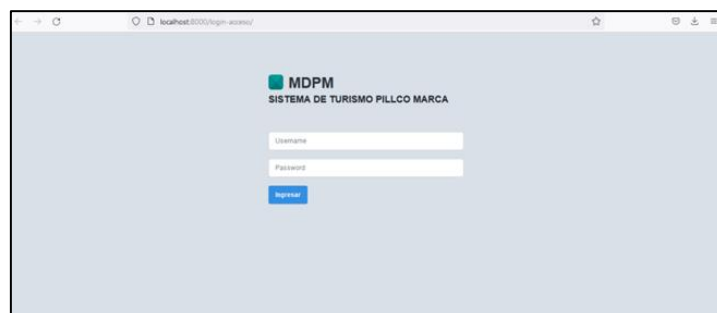 localhost:8000/login-acceso/
MDPM
SISTEMA DE TURISMO PILLCO MARCA
Username
Password
Ingresar